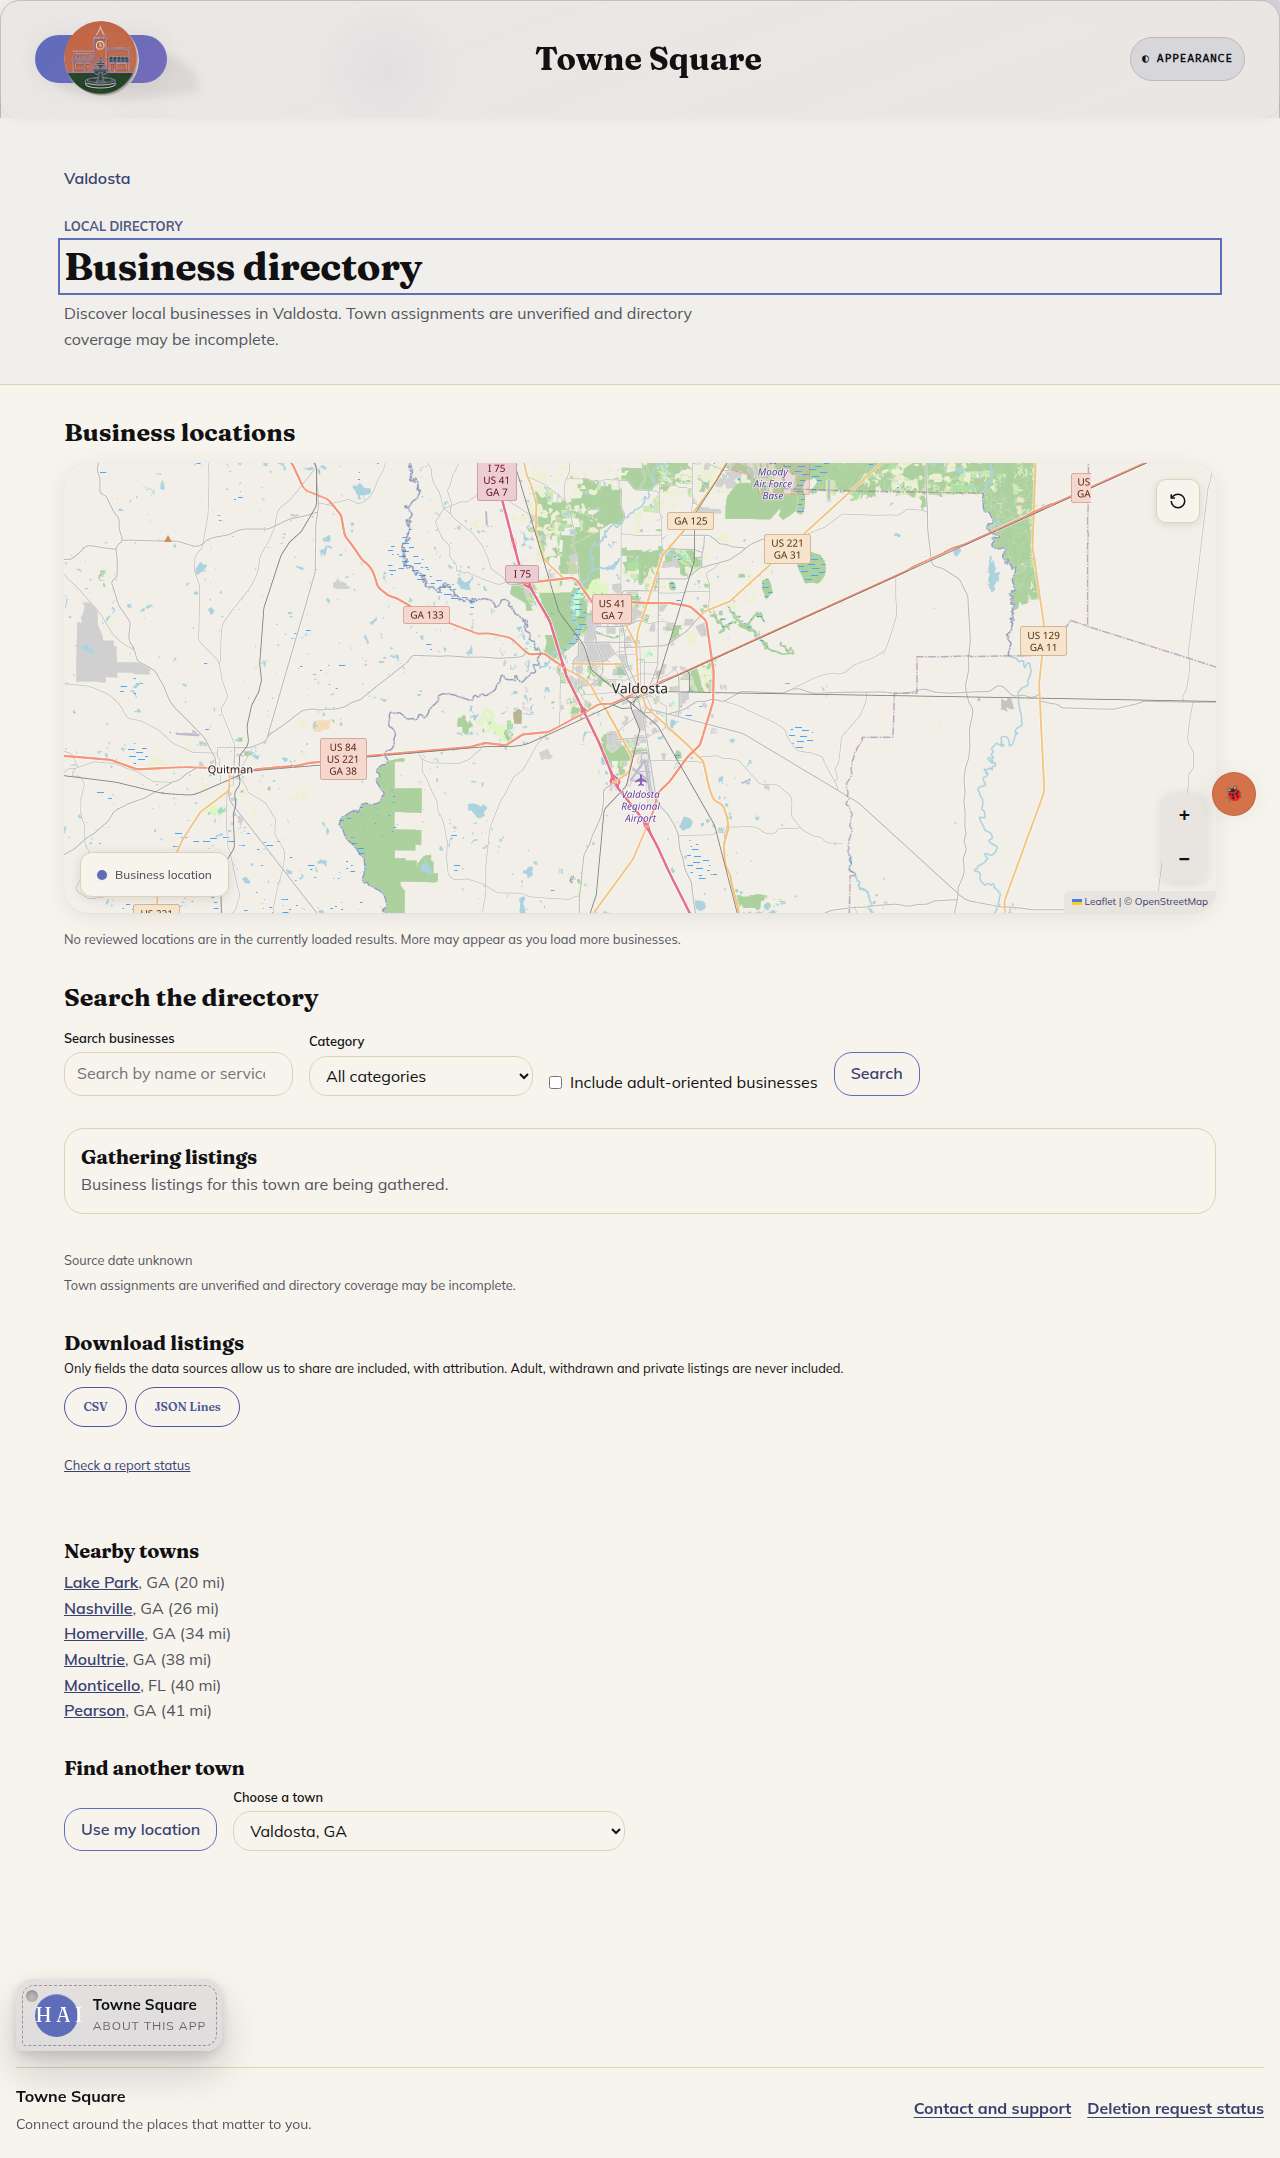 Towne Square
◐ APPEARANCE
Valdosta
LOCAL DIRECTORY
Business directory
Discover local businesses in Valdosta. Town assignments are unverified and directory
coverage may be incomplete.
Business locations
I 75
US 41
GA 7
Moody
Air Force
Base
US
GA
GA 125
US 221
GA 31
I 75
US 41
GA 7
GA 133
US 129
GA 11
Valdosta
US 84
US 221
GA 38
Quitman
Valdosta
Regional
Airport
+
−
Business location
US 221
Leaflet | © OpenStreetMap
No reviewed locations are in the currently loaded results. More may appear as you load more businesses.
Search the directory
Search businesses
Category
Search by name or servic
All categories
Include adult-oriented businesses
Search
Gathering listings
Business listings for this town are being gathered.
Source date unknown
Town assignments are unverified and directory coverage may be incomplete.
Download listings
Only fields the data sources allow us to share are included, with attribution. Adult, withdrawn and private listings are never included.
CSV
JSON Lines
Check a report status
Nearby towns
Lake Park, GA (20 mi)
Nashville, GA (26 mi)
Homerville, GA (34 mi)
Moultrie, GA (38 mi)
Monticello, FL (40 mi)
Pearson, GA (41 mi)
Find another town
Choose a town
Use my location
Valdosta, GA
HAI
Towne Square
ABOUT THIS APP
Towne Square
Connect around the places that matter to you.
Contact and support
Deletion request status